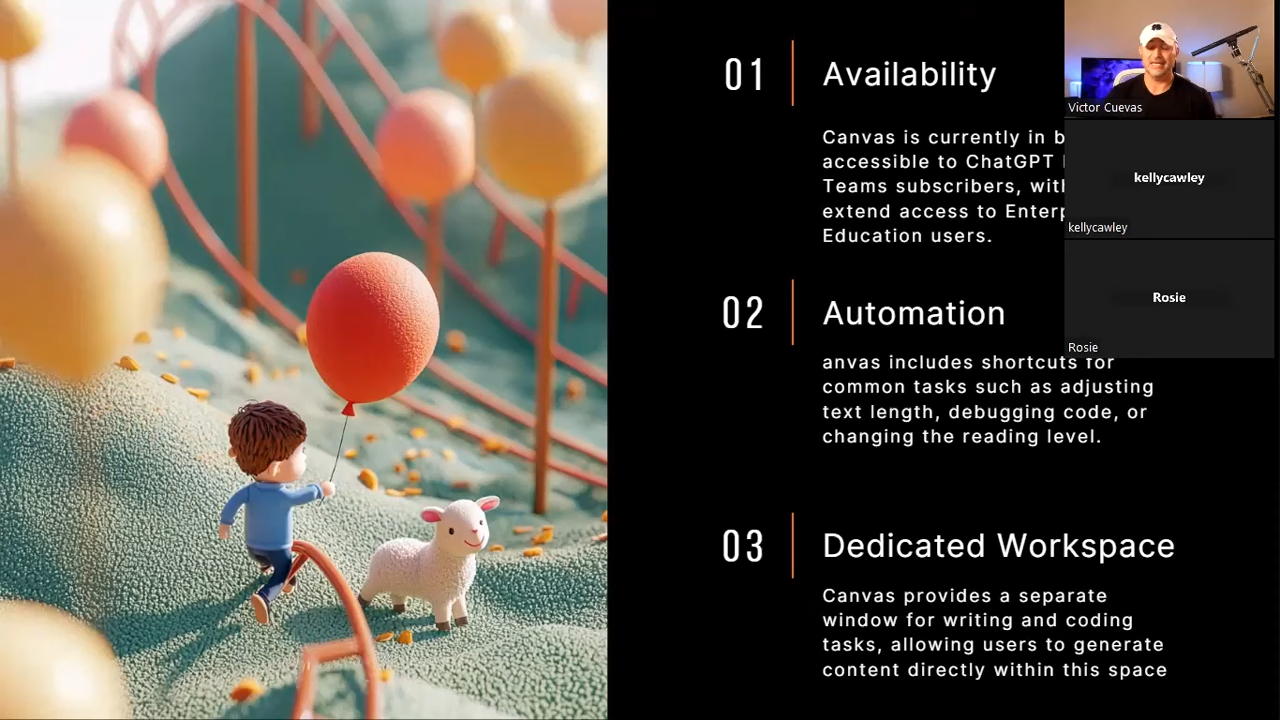 01
Availability
Canvas is currently in
accessible to ChatGPT
Teams subscribers,
extend access to
Education users.
02
Automation
anvas includes shortcuts for
common tasks such as adjusting
text length, debugging code, or
changing the reading level.
03
Dedicated Workspace
Canvas provides a separate
window for writing and coding
tasks, allowing users to generate
content directly within this space
Victor Cuevas
kellycawley
kellycawley
Rosie
Rosie